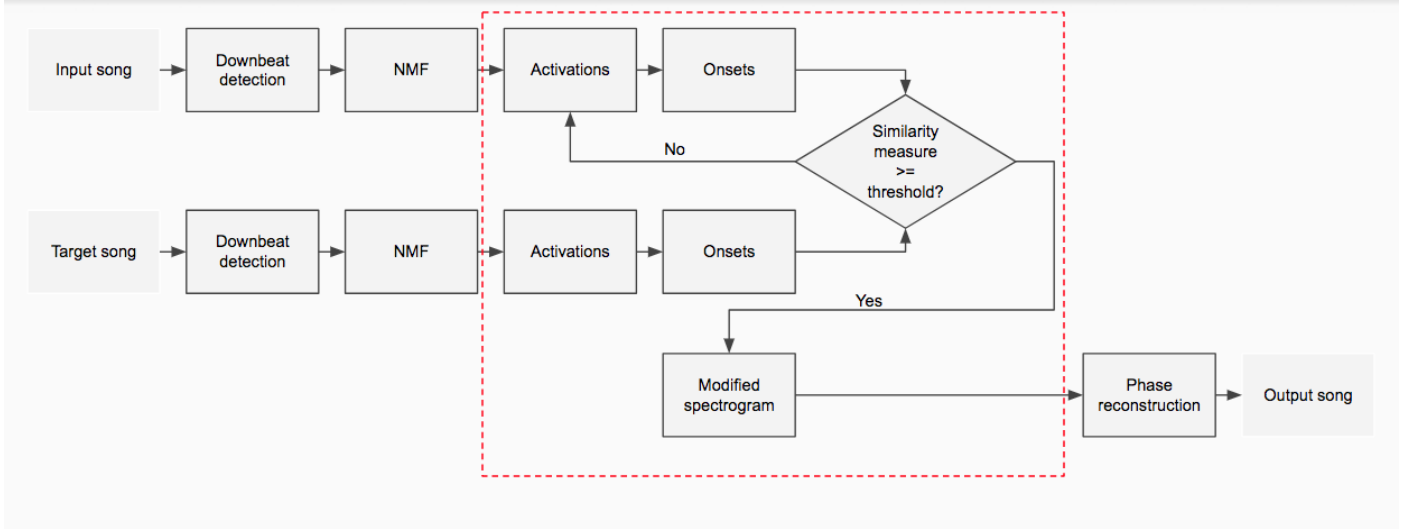 Input song
Downbeat
detection
NMF
Activations
Onsets
Similarity
measure
>=
threshold?
No
Target song
Downbeat
detection
NMF
Activations
Onsets
Yes
Modified
spectrogram
Phase
reconstruction
Output song